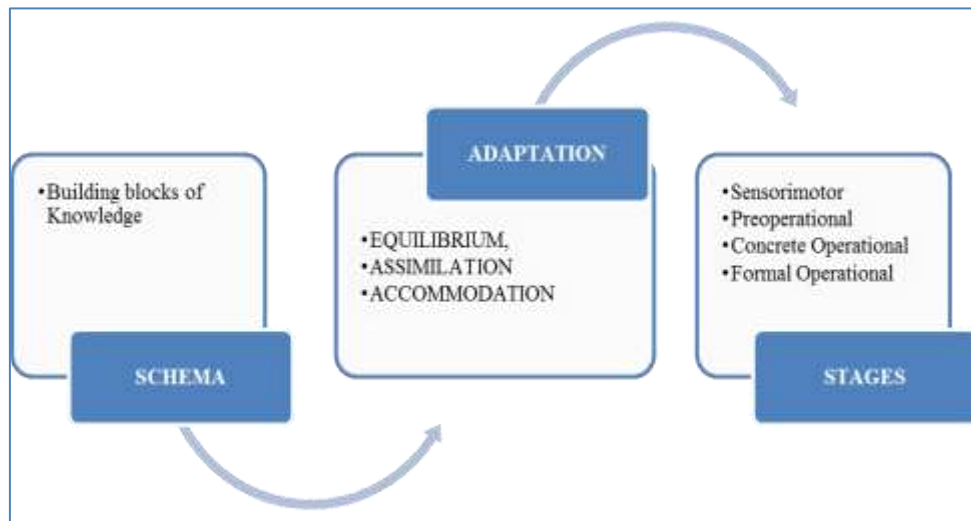 •Building blocks of
Knowledge
SCHEMA
ADAPTATION
•EQUILIBRIUM,
•ASSIMILATION
•ACCOMMODATION
•Sensorimotor
•Preoperational
•Concrete Operational
•Formal Operational
STAGES